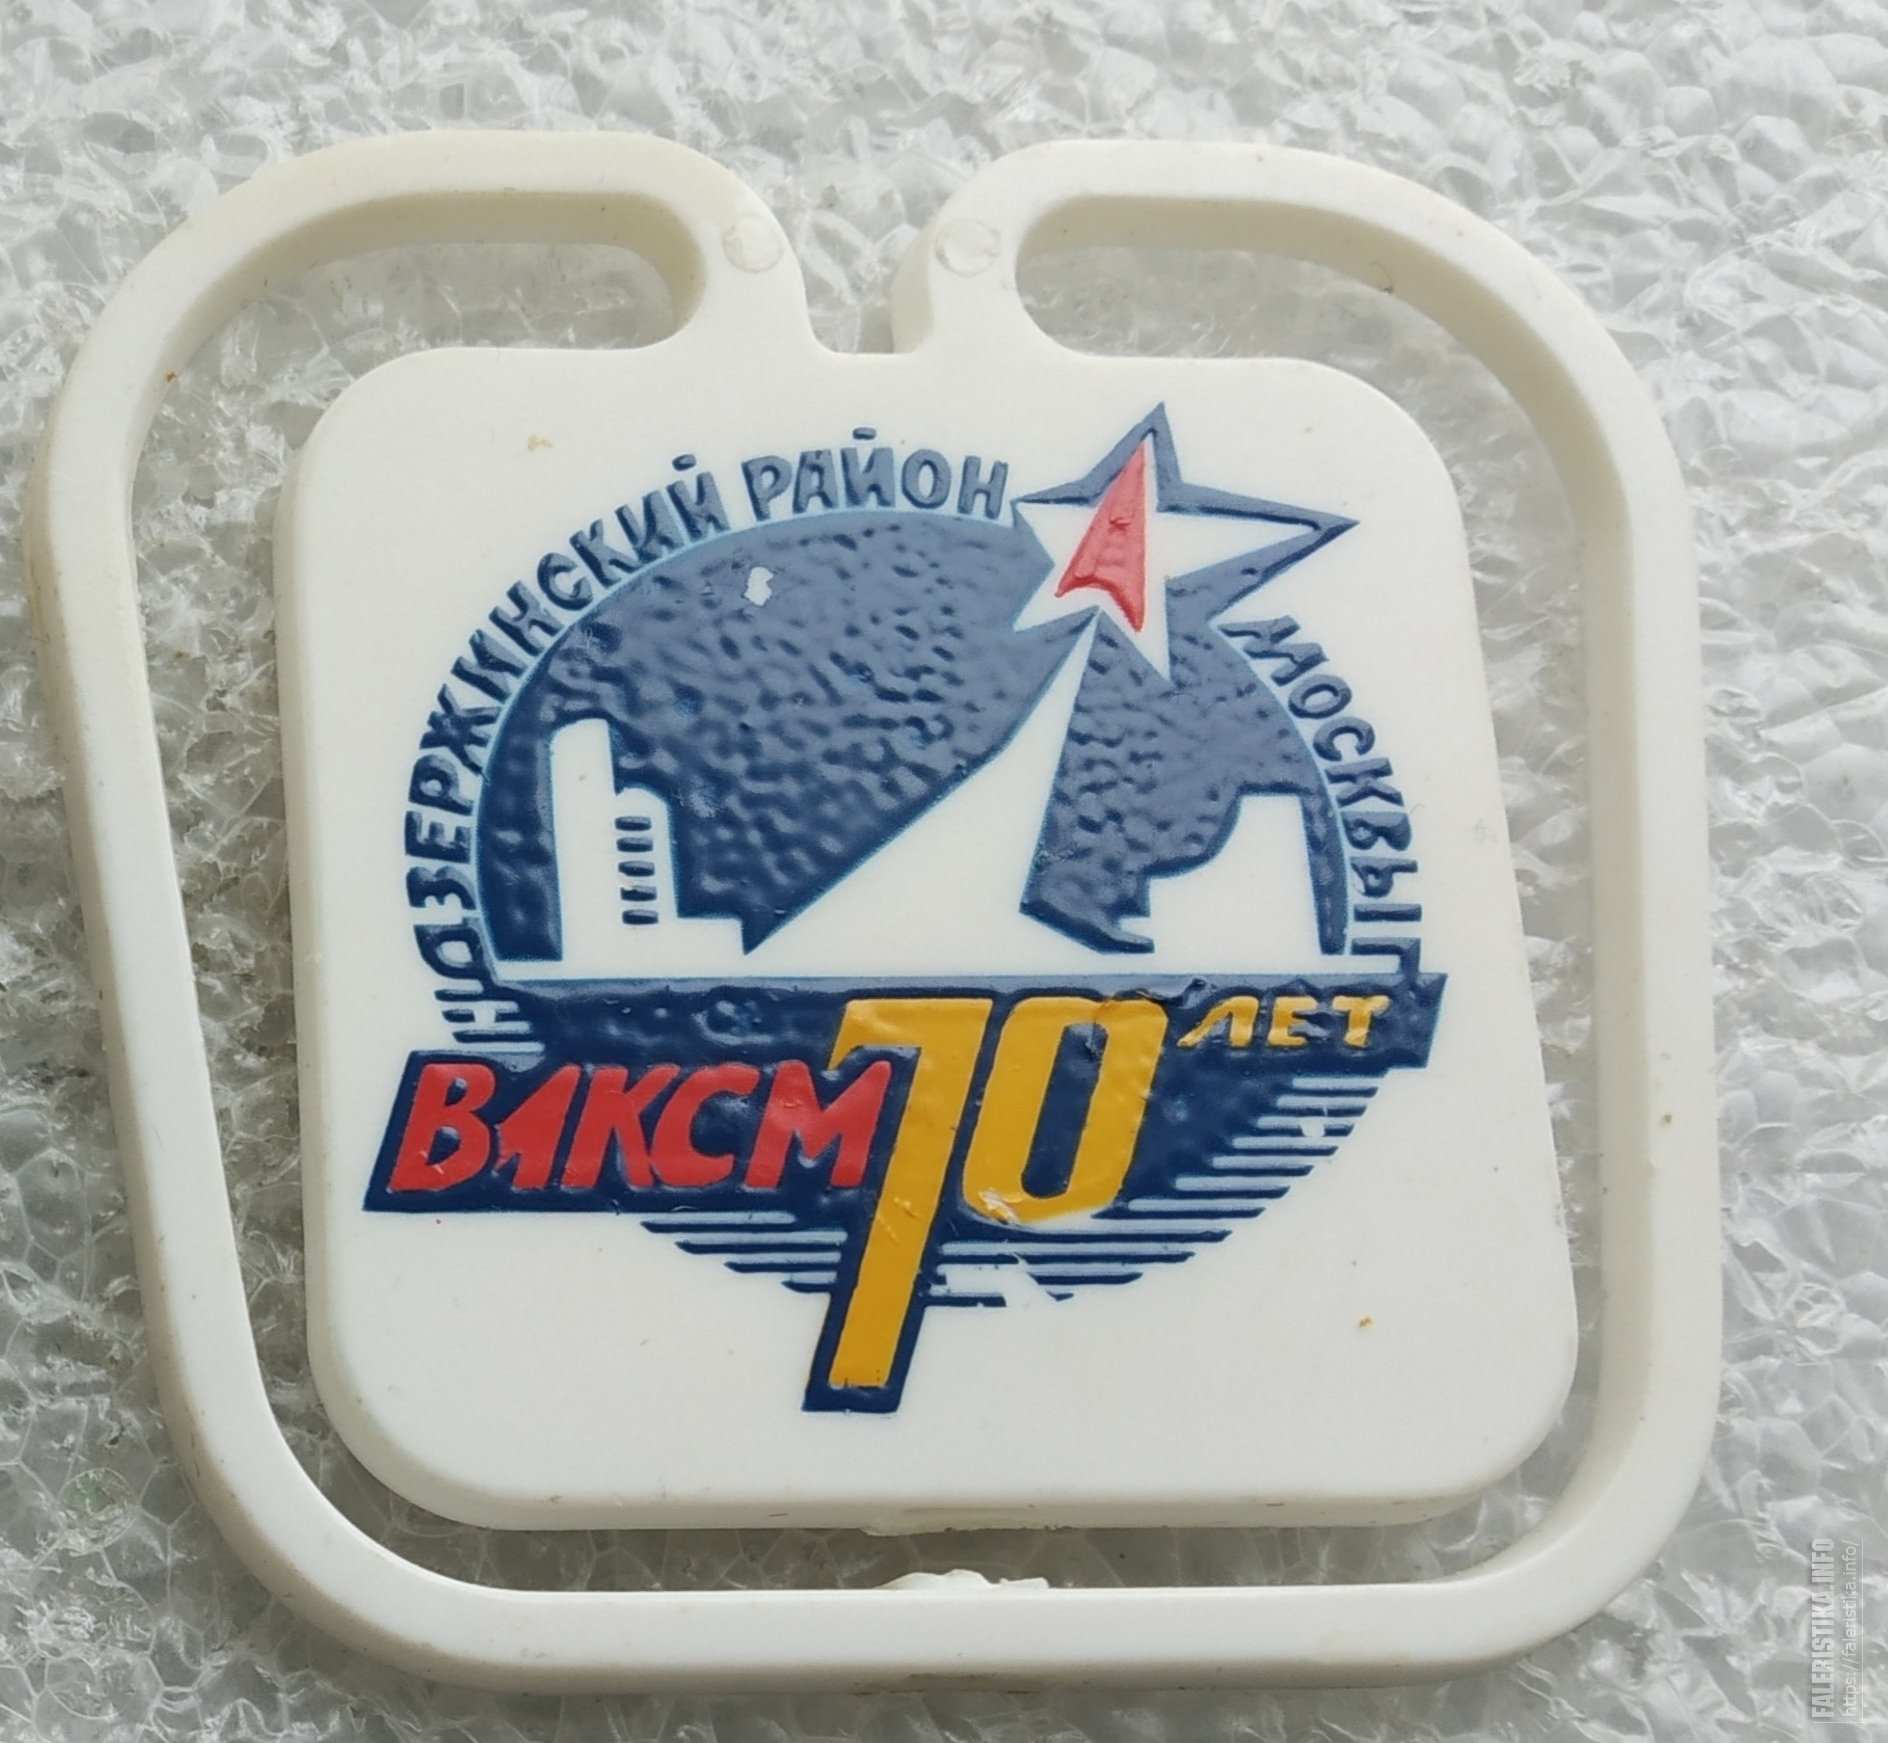 ДЗЕРЖИНСКИЙ РАЙОН
МОСКВЫ
70 ЛЕТ
ВЛКСМ
FALERISTIKA.INFO
https://faleristika.info/